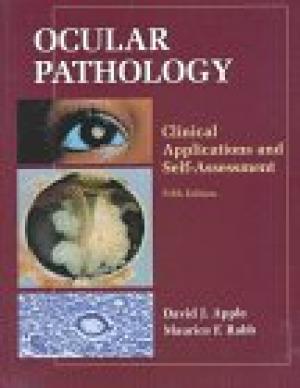 OCULAR
PATHOLOGY
Clinical
Applications and
Self-Assessment
Fifth Edition
David J. Apple
Maurice F. Rabb